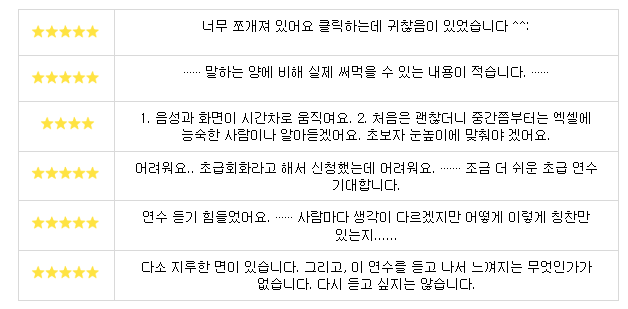 너무 쪼개져 있어요 클릭하는데 귀찮음이 있었습니다 ^^;
...... 말하는 양에 비해 실제 써먹을 수 있는 내용이 적습니다. ......
1. 음성과 화면이 시간차로 움직여요. 2. 처음은 괜찮더니 중간쯤부터는 엑셀에
능숙한 사람이나 알아듣겠어요. 초보자 눈높이에 맞춰야 겠어요.
어려워요.. 초급회화라고 해서 신청했는데 어려워요. ...... 조금 더 쉬운 초급 연수
기대합니다.
연수 듣기 힘들었어요. ...... 사람마다 생각이 다르겠지만 어떻게 이렇게 칭찬만
있는지......
다소 지루한 면이 있습니다. 그리고, 이 연수를 듣고 나서 느껴지는 무엇인가가
없습니다. 다시 듣고 싶지는 않습니다.